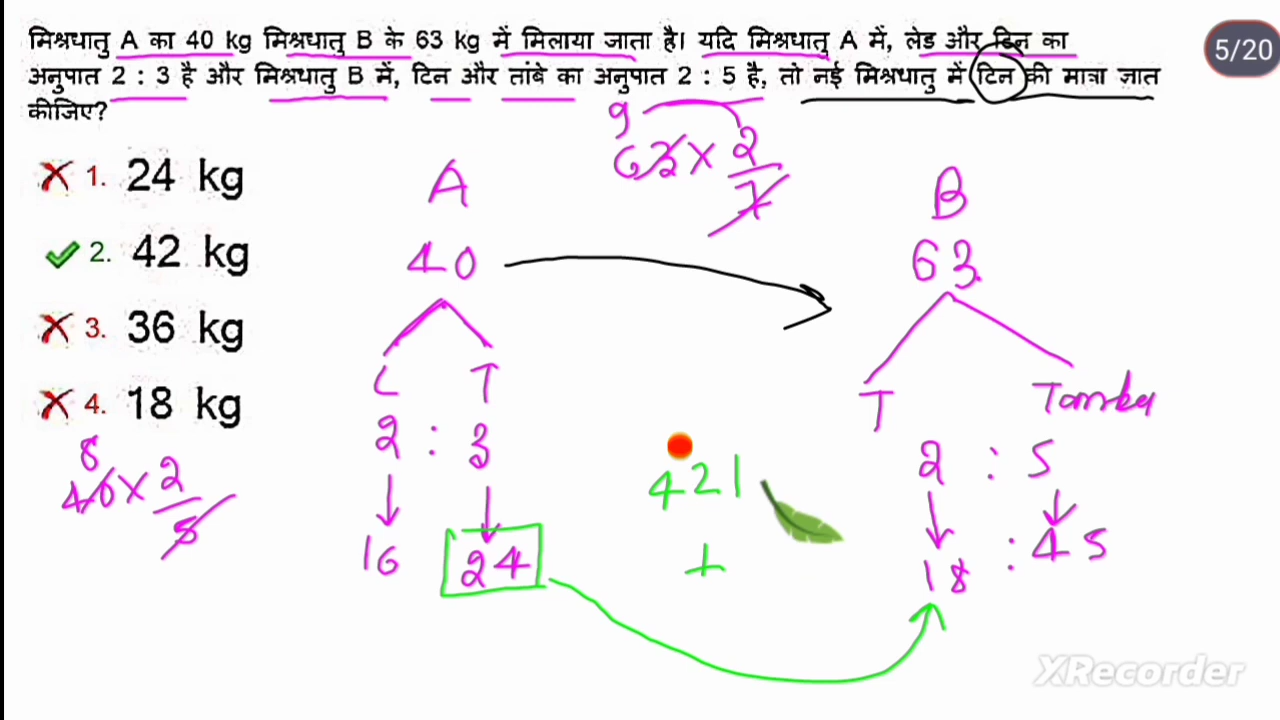 मिश्रधातु A का 40 kg मिश्रधातु B के 63 kg में मिलाया जाता है। यदि मिश्रधातु A में, लेड और टिन का
अनुपात 2 : 3 है और मिश्रधातु B में, टिन और तांबे का अनुपात 2 : 5 है, तो नई मिश्रधातु में टिन की मात्रा ज्ञात
कीजिए?
5/20
1. 24 kg
2. 42 kg
3. 36 kg
4. 18 kg
9
63 × 2
7
A
40
L T
2 : 3
16 24
8
40 × 2
5
421
+
B
63
T Tamba
2 : 5
18 : 45
XRecorder